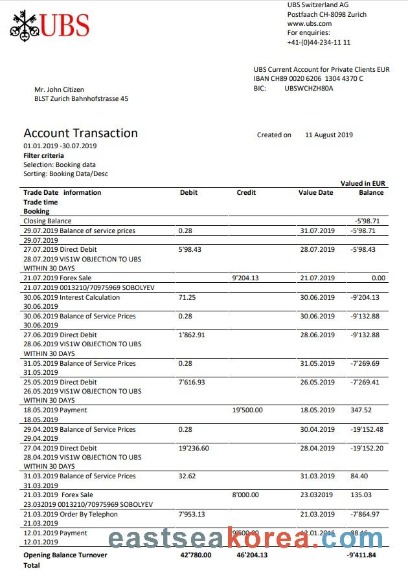 UBS
UBS Switzerland AG
Postfach CH-8098 Zurich
www.ubs.com
For enquiries:
+41-(0)44-234-11 11
UBS Current Account for Private Clients EUR
IBAN CH89 0020 6206 1304 4370 C
BIC: UBSWCHZH80A
Mr. John Citizen
BLST Zurich Bahnhofstrasse 45
Account Transaction Created on 11 August 2019
01.01.2019 -30.07.2019
Filter criteria
Selection: Booking data
Sorting: Booking Data/Desc
Valued in EUR
Trade Date information Debit Credit Value Date Balance
Trade time
Booking
Closing Balance -5'98.71
29.07.2019 Balance of service prices 0.28 31.07.2019 -5'98.71
29.07.2019
27.07.2019 Direct Debit 5'98.43 28.07.2019 -5'98.43
28.07.2019 VIS1W OBJECTION TO UBS
WITHIN 30 DAYS
21.07.2019 Forex Sale 9'204.13 21.07.2019 0.00
21.07.2019 0013210/70975969 SOBOLYEV
30.06.2019 Interest Calculation 71.25 30.06.2019 -9'204.13
30.06.2019
30.06.2019 Balance of Service Prices 0.28 30.06.2019 -9'132.88
30.06.2019
27.06.2019 Direct Debit 1'862.91 28.06.2019 -9'132.88
28.06.2019 VIS1W OBJECTION TO UBS
WITHIN 30 DAYS
31.05.2019 Balance of Service Prices 0.28 31.05.2019 -7'269.69
31.05.2019
25.05.2019 Direct Debit 7'616.93 26.05.2019 -7'269.41
26.05.2019 VIS1W OBJECTION TO UBS
WITHIN 30 DAYS
18.05.2019 Payment 19'500.00 18.05.2019 347.52
18.05.2019
29.04.2019 Balance of Service Prices 0.28 30.04.2019 -19'152.48
29.04.2019
27.04.2019 Direct Debit 19'236.60 28.04.2019 -19'152.20
28.04.2019 VIS1W OBJECTION TO UBS
WITHIN 30 DAYS
31.03.2019 Balance of Service Prices 32.62 31.03.2019 84.40
31.03.2019
21.03.2019 Forex Sale 8'000.00 23.032019 135.03
23.032019 0013210/70975969 SOBOLYEV
21.03.2019 Order By Telephon 7'953.13 21.03.2019 -7'864.97
21.03.2019
12.01.2019 Payment
12.01.2019
eastseakorea.com
Opening Balance Turnover 42'780.00 46'204.13 -9'411.84
Total